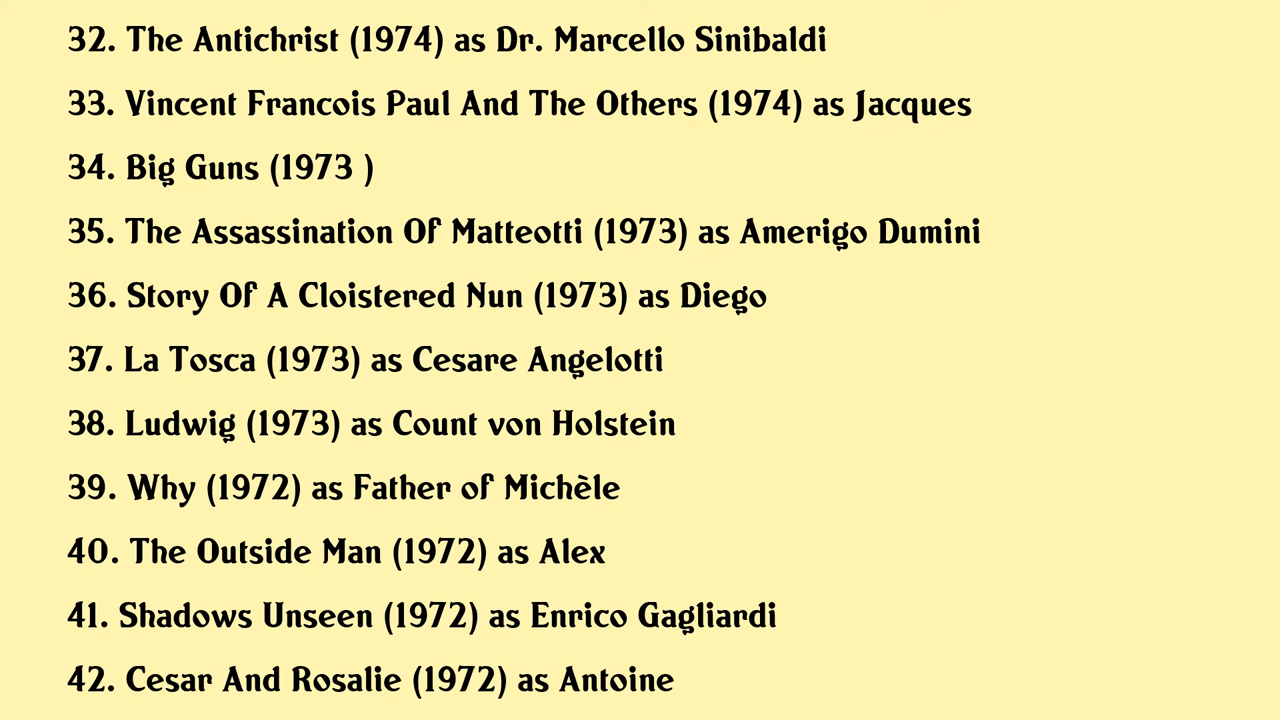 32. The Antichrist (1974) as Dr. Marcello Sinibaldi
33. Vincent Francois Paul And The Others (1974) as Jacques
34. Big Guns (1973 )
35. The Assassination Of Matteotti (1973) as Amerigo Dumini
36. Story Of A Cloistered Nun (1973) as Diego
37. La Tosca (1973) as Cesare Angelotti
38. Ludwig (1973) as Count von Holstein
39. Why (1972) as Father of Michèle
40. The Outside Man (1972) as Alex
41. Shadows Unseen (1972) as Enrico Gagliardi
42. Cesar And Rosalie (1972) as Antoine